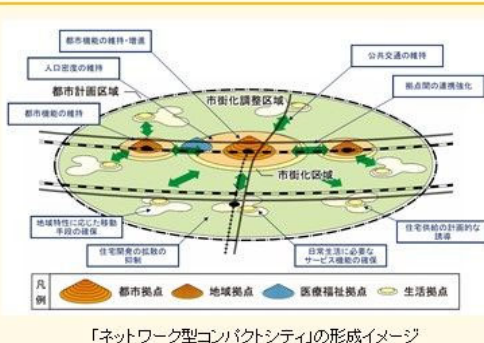 都市機能の維持・増進
公共交通の維持
人口密度の維持
都市計画区域
市街化調整区域
拠点間の連携強化
都市機能の維持
市街化区域
地域特性に応じた移動
手段の確保
住宅開発の拡散の
抑制
日常生活に必要な
サービス機能の確保
住宅供給の計画的な
誘導
凡例
都市拠点
地域拠点
医療福祉拠点
生活拠点
「ネットワーク型コンパクトシティ」の形成イメージ